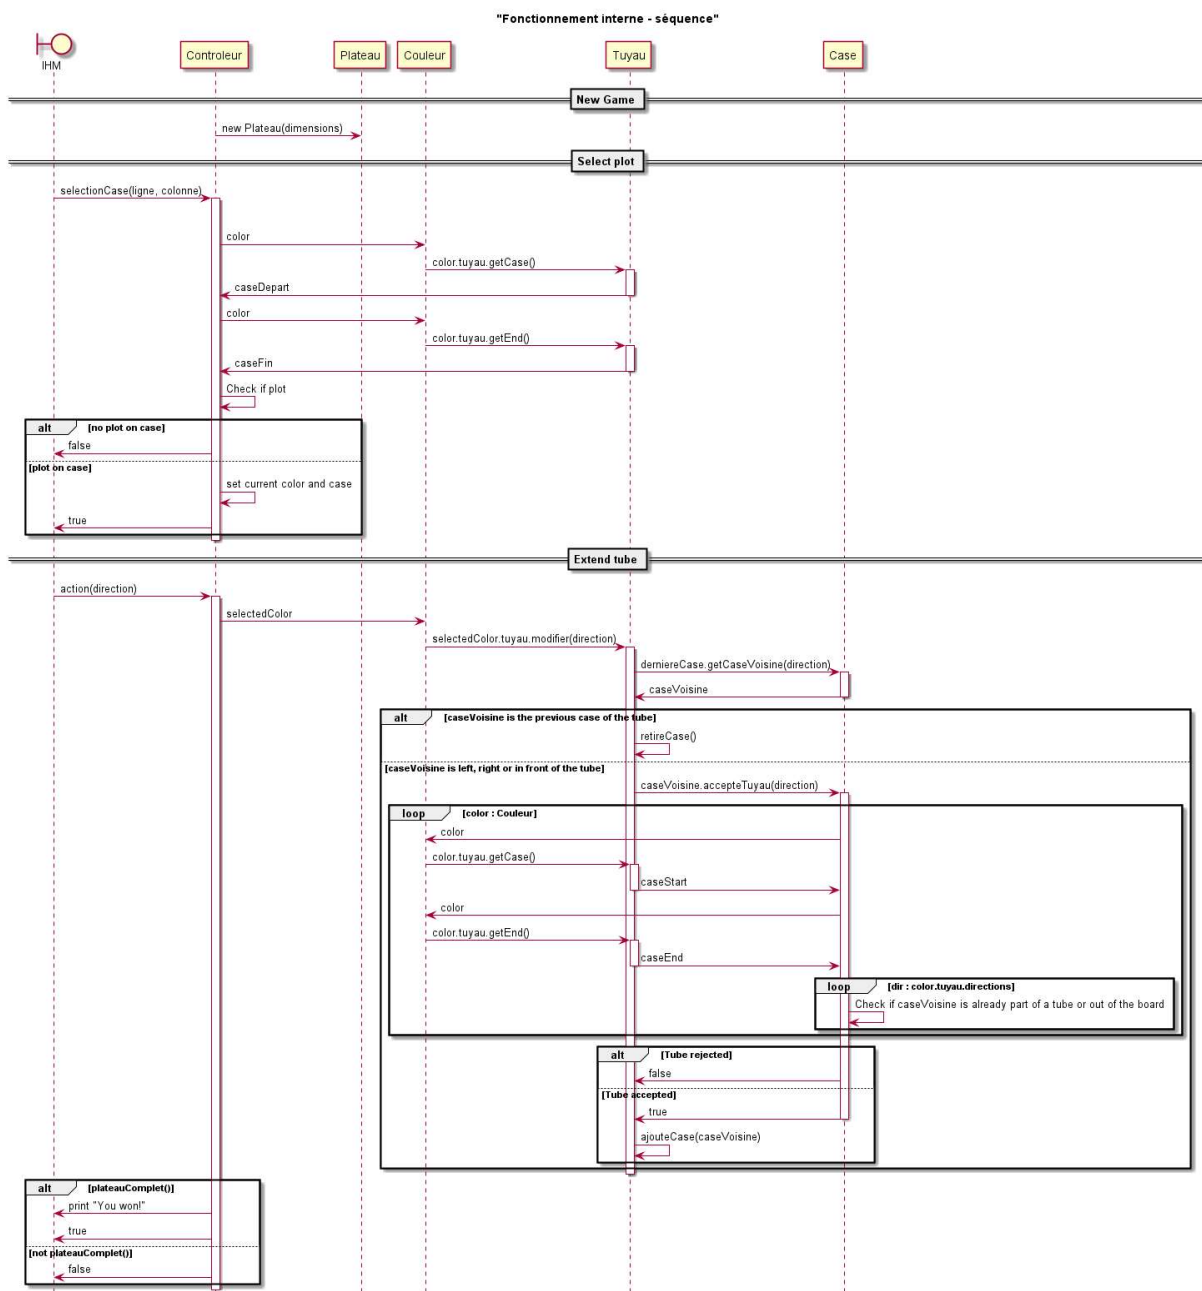 "Fonctionnement interne - séquence"
IHM
Controleur
Plateau
Couleur
Tuyau
Case
New Game
new Plateau(dimensions)
Select plot
selectionCase(ligne, colonne)
color
color.tuyau.getCase()
caseDepart
color
color.tuyau.getEnd()
caseFin
Check if plot
alt [no plot on case]
false
[plot on case]
set current color and case
true
Extend tube
action(direction)
selectedColor
selectedColor.tuyau.modifier(direction)
derniereCase.getCaseVoisine(direction)
caseVoisine
alt [caseVoisine is the previous case of the tube]
retireCase()
[caseVoisine is left, right or in front of the tube]
caseVoisine.accepteTuyau(direction)
loop [color : Couleur]
color
color.tuyau.getCase()
caseStart
color
color.tuyau.getEnd()
caseEnd
loop [dir : color.tuyau.directions]
Check if caseVoisine is already part of a tube or out of the board
alt [Tube rejected]
false
[Tube accepted]
true
ajouteCase(caseVoisine)
alt [plateauComplet()]
print "You won!"
true
[not plateauComplet()]
false